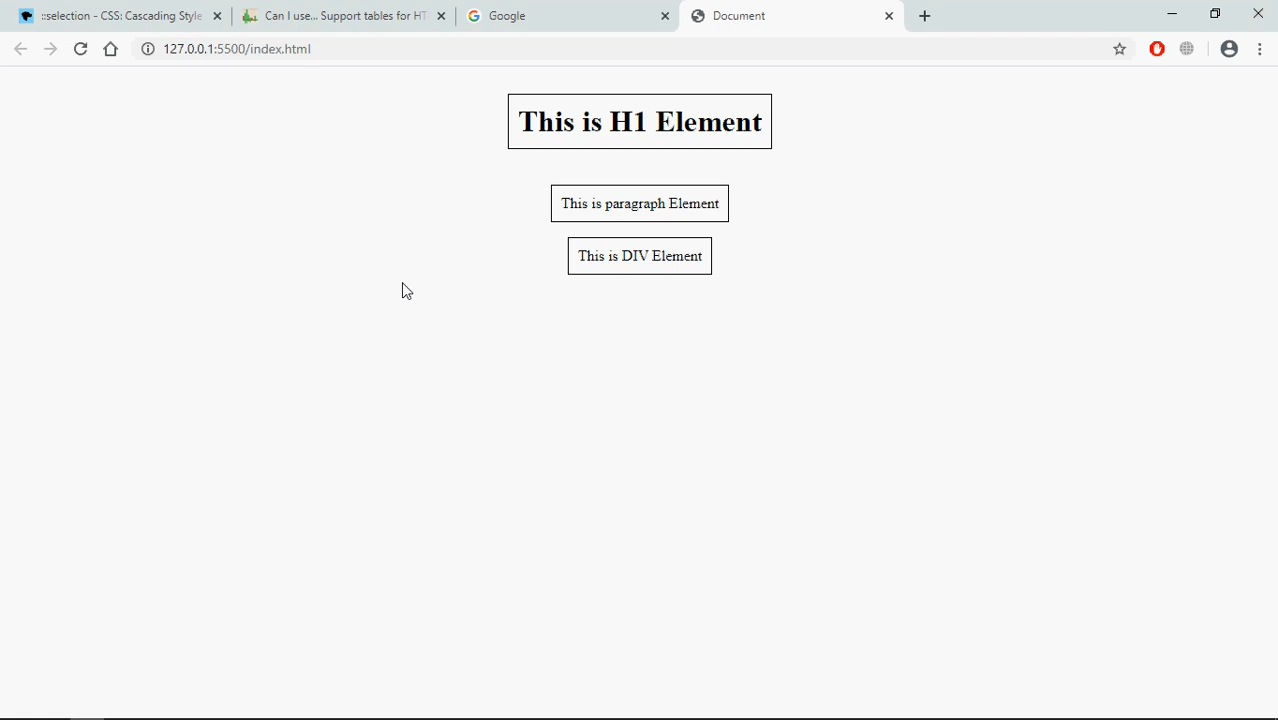 ::selection - CSS: Cascading Style
Can I use... Support tables for HT
Google
Document
127.0.0.1:5500/index.html
This is H1 Element
This is paragraph Element
This is DIV Element